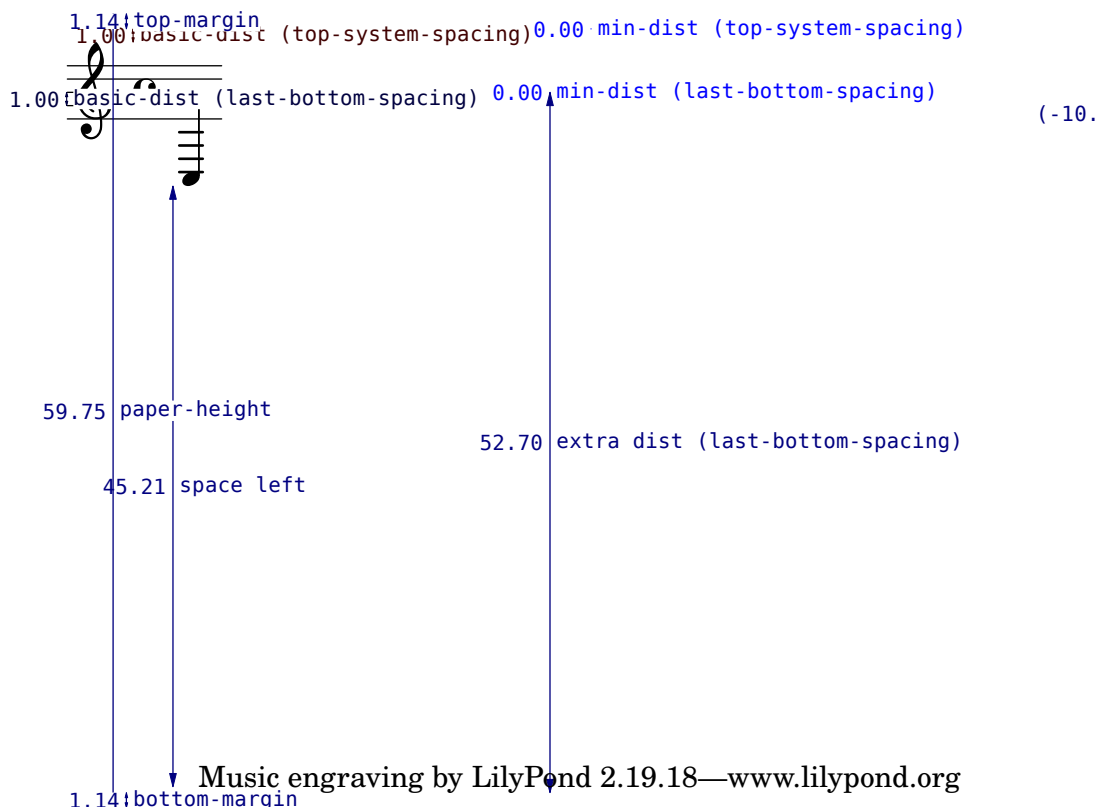 1.14 top-margin
1.00 basic-dist (top-system-spacing) 0.00 min-dist (top-system-spacing)
1.00 basic-dist (last-bottom-spacing) 0.00 min-dist (last-bottom-spacing)
(-10.
59.75 paper-height
52.70 extra dist (last-bottom-spacing)
45.21 space left
Music engraving by LilyPond 2.19.18—www.lilypond.org
1.14 bottom-margin